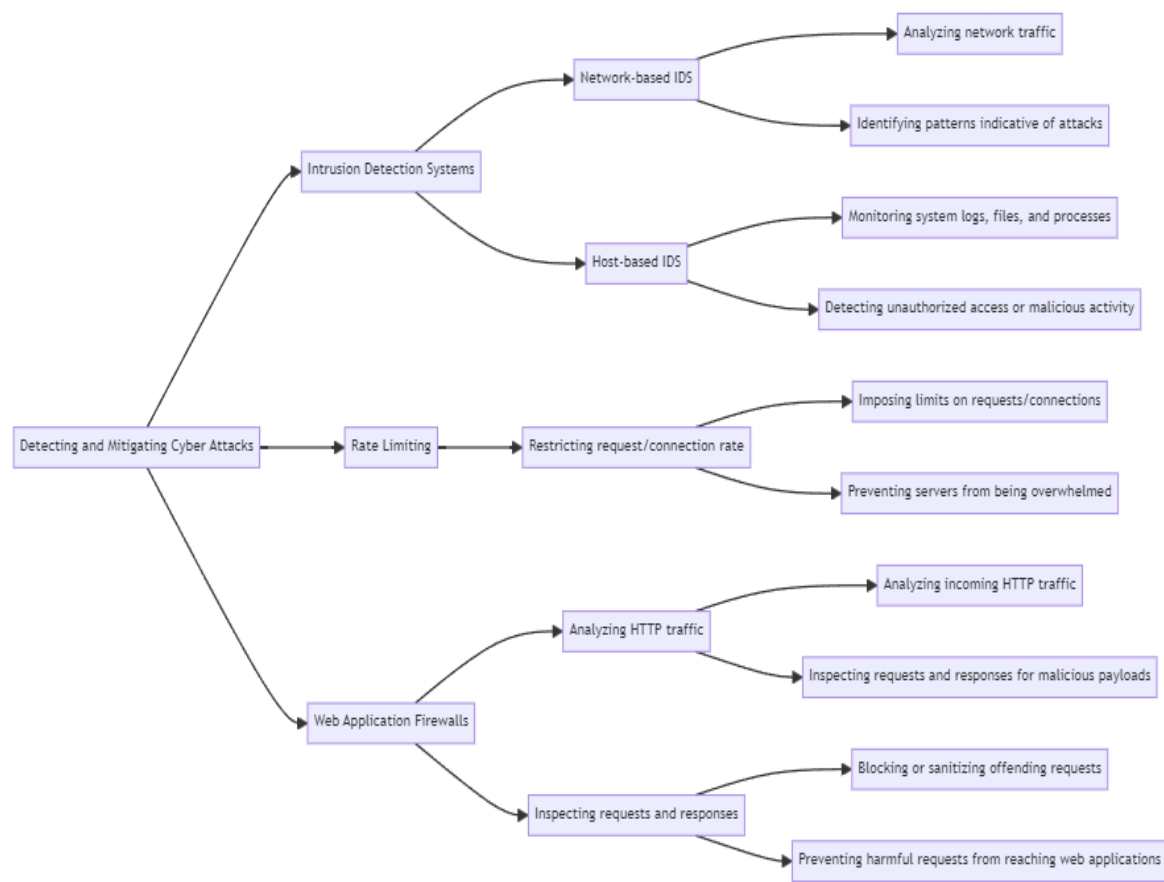 Analyzing network traffic
Network-based IDS
Identifying patterns indicative of attacks
Intrusion Detection Systems
Monitoring system logs, files, and processes
Host-based IDS
Detecting unauthorized access or malicious activity
Imposing limits on requests/connections
Detecting and Mitigating Cyber Attacks
Rate Limiting
Restricting request/connection rate
Preventing servers from being overwhelmed
Analyzing incoming HTTP traffic
Analyzing HTTP traffic
Inspecting requests and responses for malicious payloads
Web Application Firewalls
Blocking or sanitizing offending requests
Inspecting requests and responses
Preventing harmful requests from reaching web applications